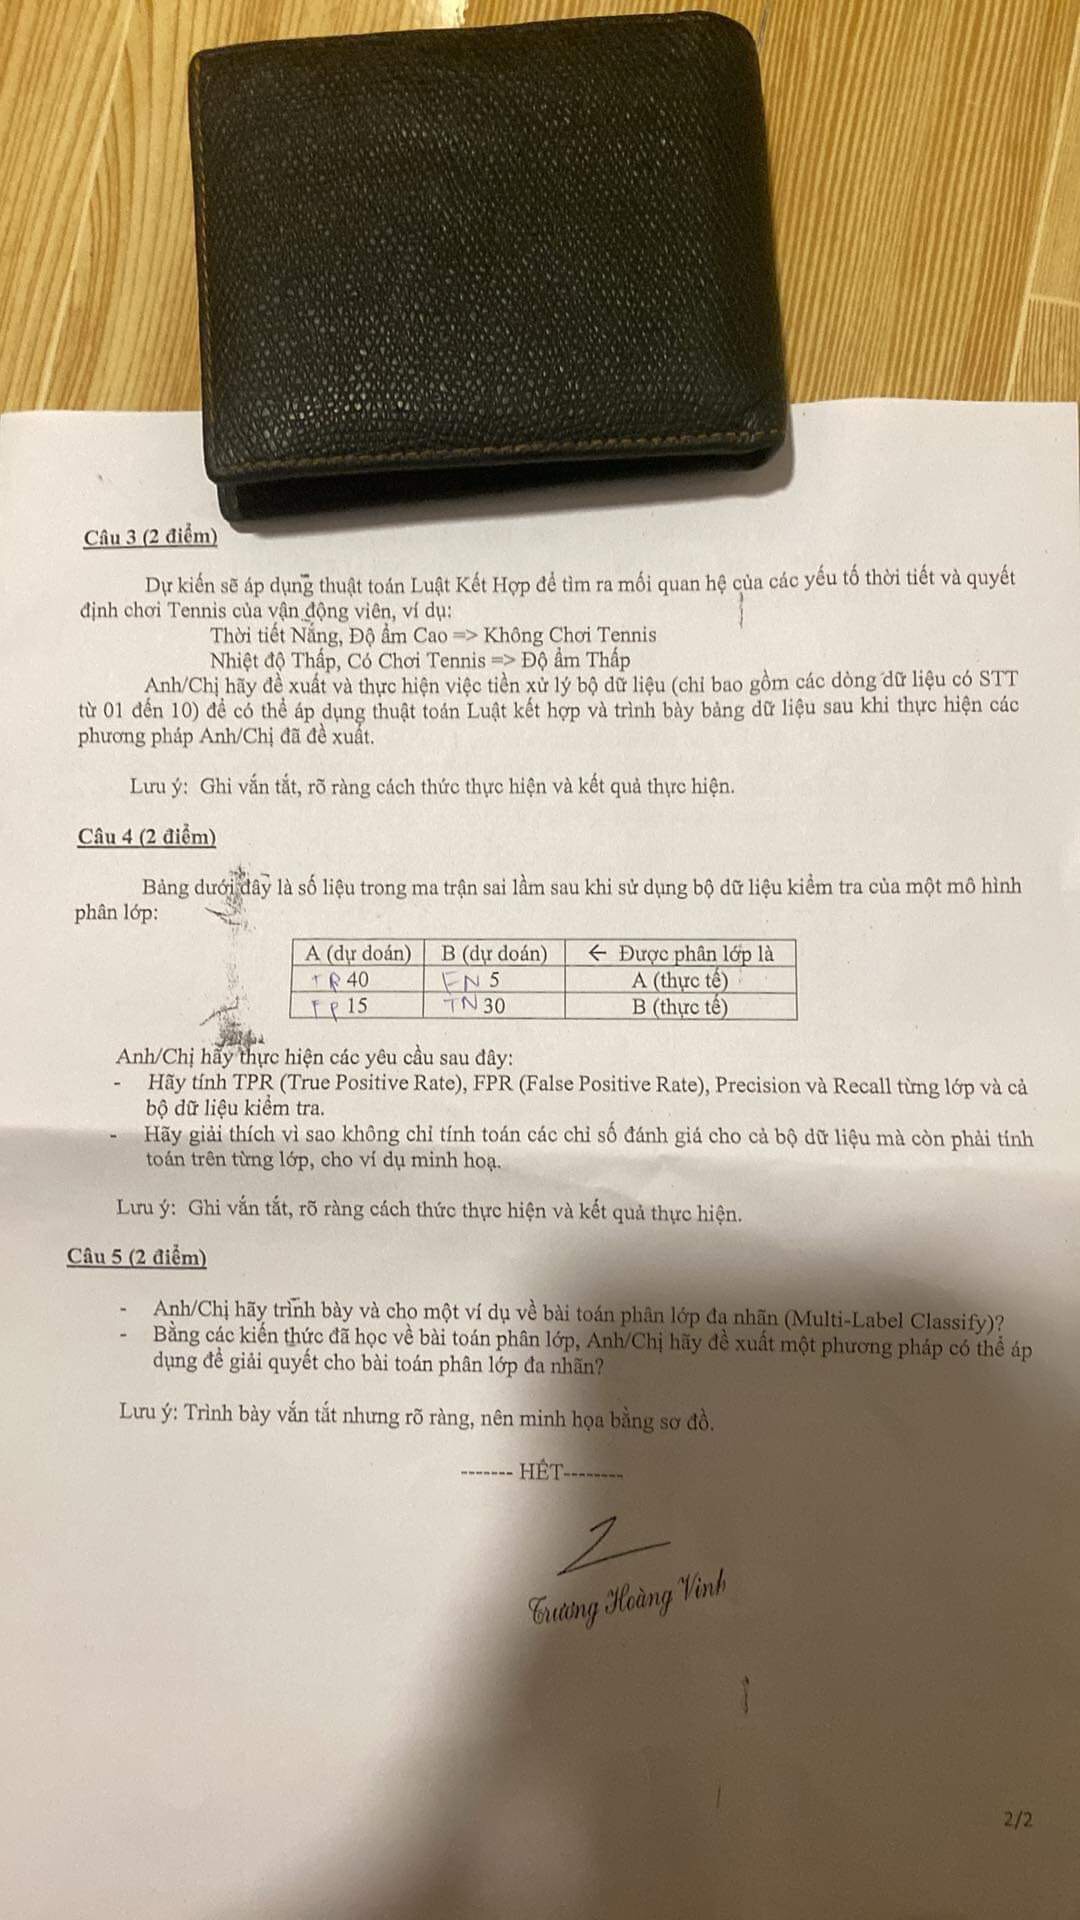 Câu 3 (2 điểm)
Dự kiến sẽ áp dụng thuật toán Luật Kết Hợp để tìm ra mối quan hệ của các yếu tố thời tiết và quyết
định chơi Tennis của vận động viên, ví dụ:
Thời tiết Nắng, Độ ẩm Cao => Không Chơi Tennis
Nhiệt độ Thấp, Có Chơi Tennis => Độ ẩm Thấp
Anh/Chị hãy đề xuất và thực hiện việc tiền xử lý bộ dữ liệu (chỉ bao gồm các dòng dữ liệu có STT
từ 01 đến 10) để có thể áp dụng thuật toán Luật kết hợp và trình bày bảng dữ liệu sau khi thực hiện các
phương pháp Anh/Chị đã đề xuất.
Lưu ý: Ghi vắn tắt, rõ ràng cách thức thực hiện và kết quả thực hiện.
Câu 4 (2 điểm)
Bảng dưới đây là số liệu trong ma trận sai lầm sau khi sử dụng bộ dữ liệu kiểm tra của một mô hình
phân lớp:
A (dự đoán) B (dự đoán) ← Được phân lớp là
TP 40 FN 5 A (thực tế)
FP 15 TN 30 B (thực tế)
Anh/Chị hãy thực hiện các yêu cầu sau đây:
- Hãy tính TPR (True Positive Rate), FPR (False Positive Rate), Precision và Recall từng lớp và cả
bộ dữ liệu kiểm tra.
- Hãy giải thích vì sao không chỉ tính toán các chỉ số đánh giá cho cả bộ dữ liệu mà còn phải tính
toán trên từng lớp, cho ví dụ minh hoạ.
Lưu ý: Ghi vắn tắt, rõ ràng cách thức thực hiện và kết quả thực hiện.
Câu 5 (2 điểm)
- Anh/Chị hãy trình bày và cho một ví dụ về bài toán phân lớp đa nhãn (Multi-Label Classify)?
- Bằng các kiến thức đã học về bài toán phân lớp, Anh/Chị hãy đề xuất một phương pháp có thể áp
dụng để giải quyết cho bài toán phân lớp đa nhãn?
Lưu ý: Trình bày vắn tắt nhưng rõ ràng, nên minh họa bằng sơ đồ.
------- HẾT--------
Trương Hoàng Vinh
2/2